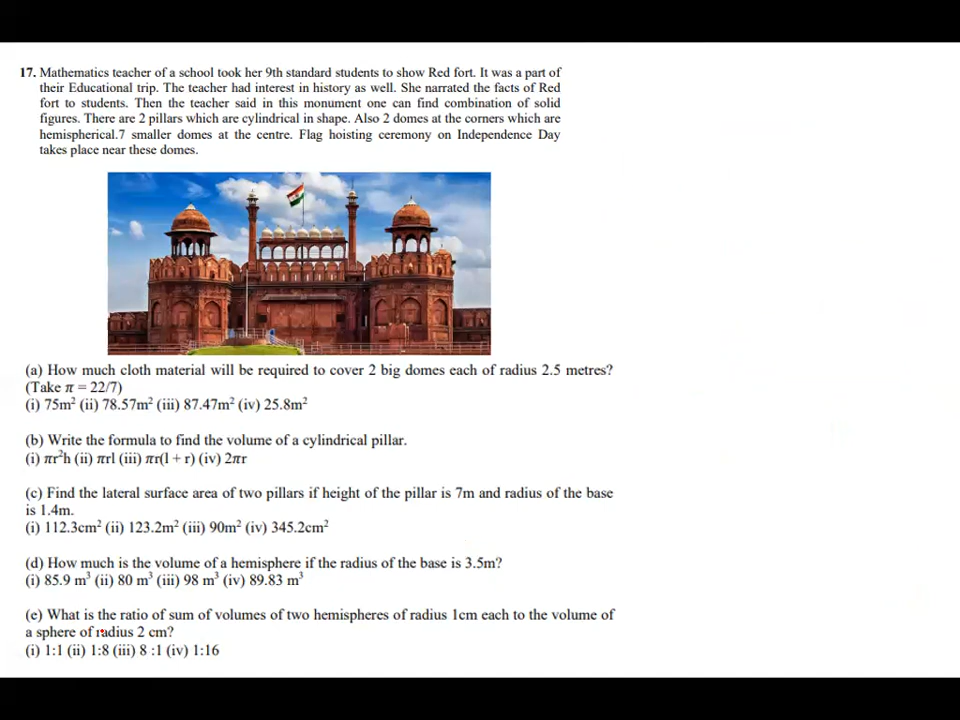 17. Mathematics teacher of a school took her 9th standard students to show Red fort. It was a part of
their Educational trip. The teacher had interest in history as well. She narrated the facts of Red
fort to students. Then the teacher said in this monument one can find combination of solid
figures. There are 2 pillars which are cylindrical in shape. Also 2 domes at the corners which are
hemispherical.7 smaller domes at the centre. Flag hoisting ceremony on Independence Day
takes place near these domes.
(a) How much cloth material will be required to cover 2 big domes each of radius 2.5 metres?
(Take π = 22/7)
(i) 75m² (ii) 78.57m² (iii) 87.47m² (iv) 25.8m²
(b) Write the formula to find the volume of a cylindrical pillar.
(i) πr²h (ii) πrl (iii) πr(l + r) (iv) 2πr
(c) Find the lateral surface area of two pillars if height of the pillar is 7m and radius of the base
is 1.4m.
(i) 112.3cm² (ii) 123.2m² (iii) 90m² (iv) 345.2cm²
(d) How much is the volume of a hemisphere if the radius of the base is 3.5m?
(i) 85.9 m³ (ii) 80 m³ (iii) 98 m³ (iv) 89.83 m³
(e) What is the ratio of sum of volumes of two hemispheres of radius 1cm each to the volume of
a sphere of radius 2 cm?
(i) 1:1 (ii) 1:8 (iii) 8 :1 (iv) 1:16